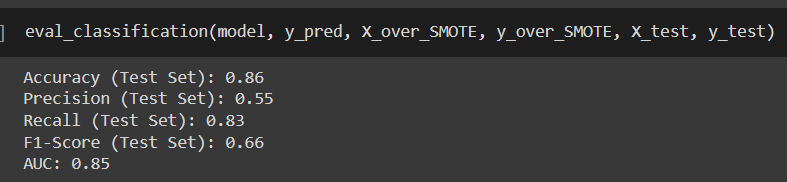 ] eval_classification(model, y_pred, X_over_SMOTE, y_over_SMOTE, X_test, y_test)
Accuracy (Test Set): 0.86
Precision (Test Set): 0.55
Recall (Test Set): 0.83
F1-Score (Test Set): 0.66
AUC: 0.85